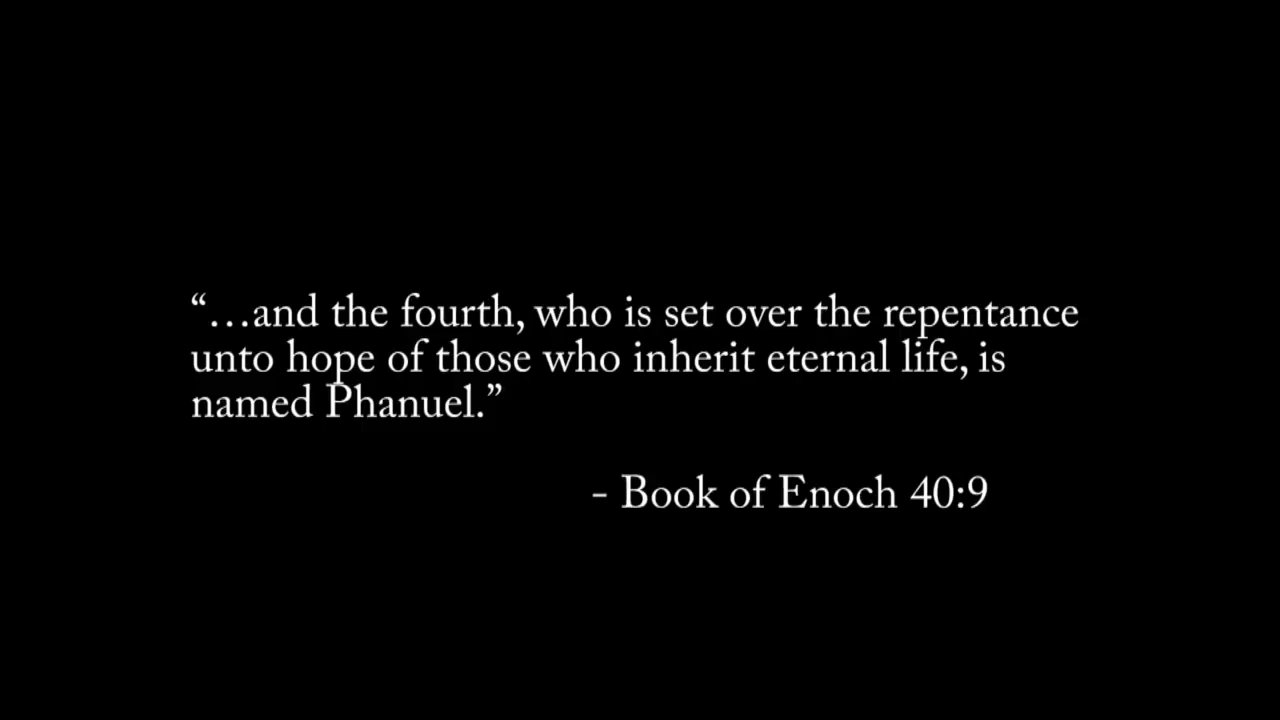 “…and the fourth, who is set over the repentance
unto hope of those who inherit eternal life, is
named Phanuel.”
- Book of Enoch 40:9